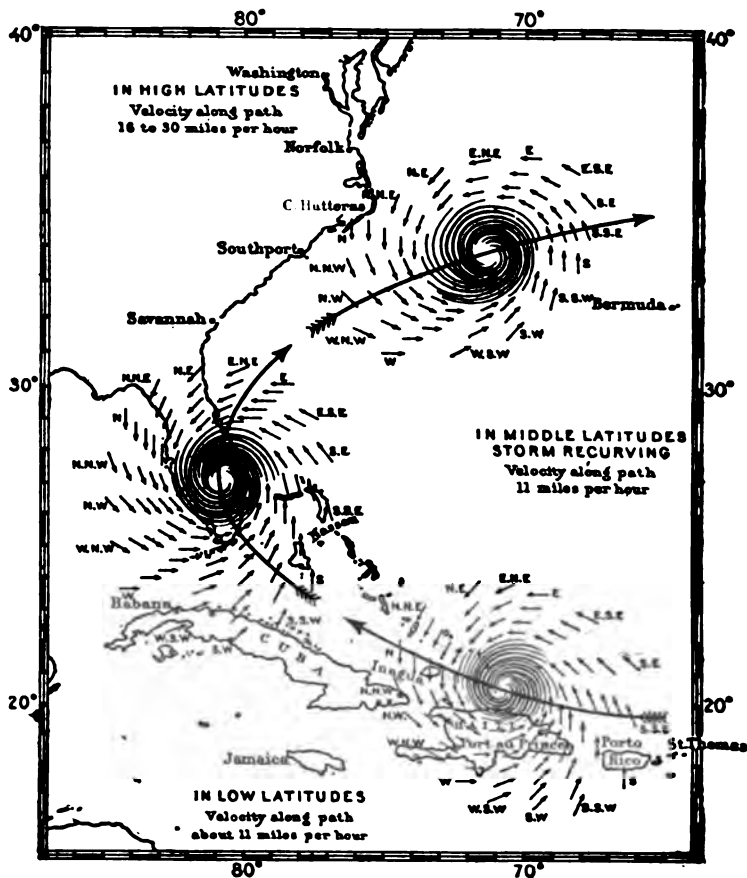 80°
70°
40°
40°
Washington
IN HIGH LATITUDES
Velocity along path
16 to 30 miles per hour
Norfolk
N.E
E.N.E
E
E.S.E
N.N.E
S.E
C. Hatteras
S.S.E
N
Southport
N.N.W
S
N.W
S.S.W
Bermuda
Savannah
W.N.W
S.W
W
W.S.W
N.N.E
N.E
E.N.E
E
30°
30°
N
E.S.E
IN MIDDLE LATITUDES
STORM RECURVING
Velocity along path
11 miles per hour
S.E
N.N.W
N.W
S.S.E
Nassau
W.N.W
S
W
N.E
E.N.E
E
Habana
N.N.E
E.S.E
S.S.W
W.S.W
S.W
CUBA
N
S.E
Inagua
N.N.W
20°
20°
N.W.
S.S.E
HAITI
W.N.W
Port au Prince
Porto
Rico
St. Thomas
Jamaica
W
S
W.S.W
S.W
S.S.W
IN LOW LATITUDES
Velocity along path
about 11 miles per hour
80°
70°